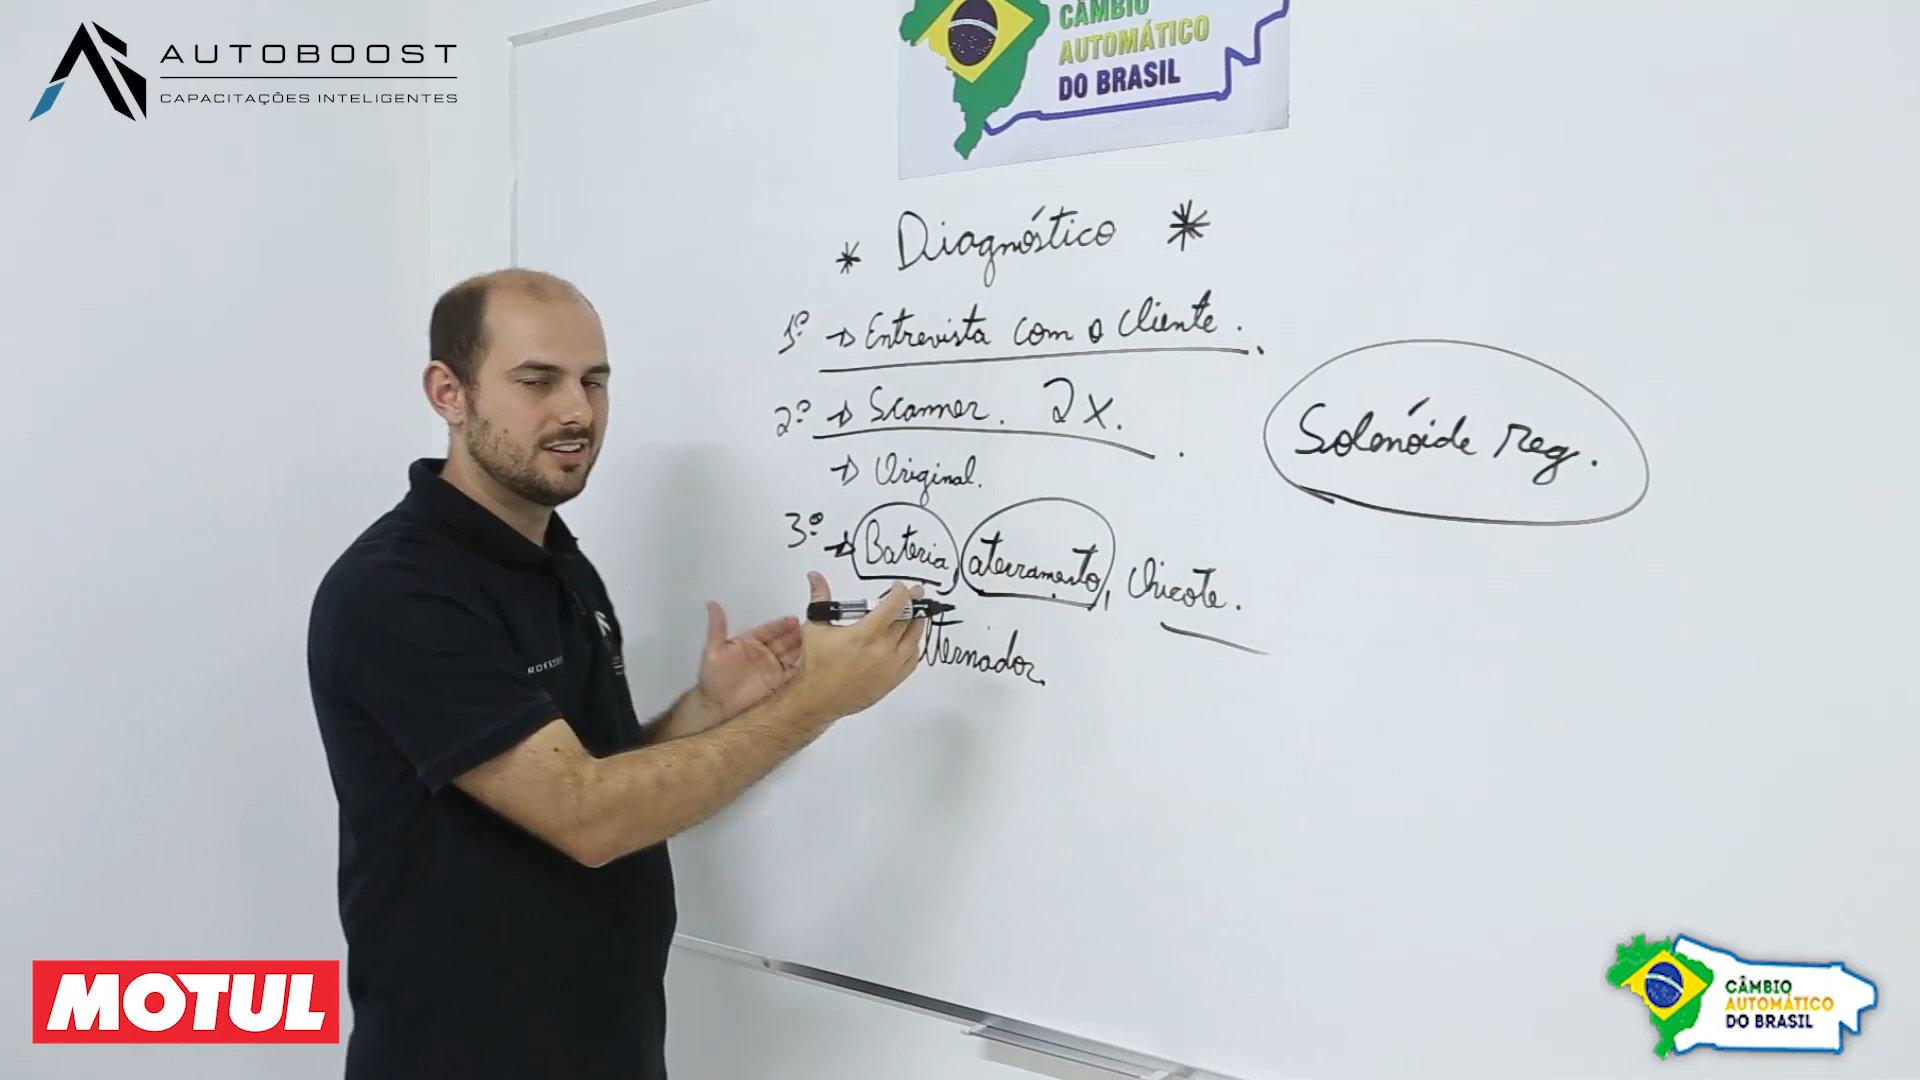 AUTOBOOST
CAPACITAÇÕES INTELIGENTES
CÂMBIO
AUTOMÁTICO
DO BRASIL
* Diagnóstico *
1º → Entrevista com o cliente.
2º → Scanner. 2x.
→ Original.
3º → Bateria, aterramento, Chicote.
alternador.
Solenóide Reg.
MOTUL
CÂMBIO
AUTOMÁTICO
DO BRASIL